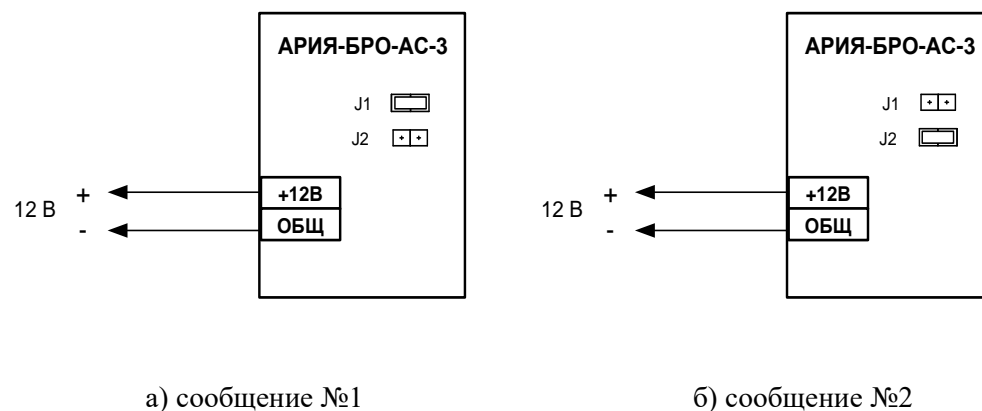 АРИЯ-БРО-АС-3
J1
J2
12 В
+
-
+12В
ОБЩ
а) сообщение №1
АРИЯ-БРО-АС-3
J1
J2
12 В
+
-
+12В
ОБЩ
б) сообщение №2